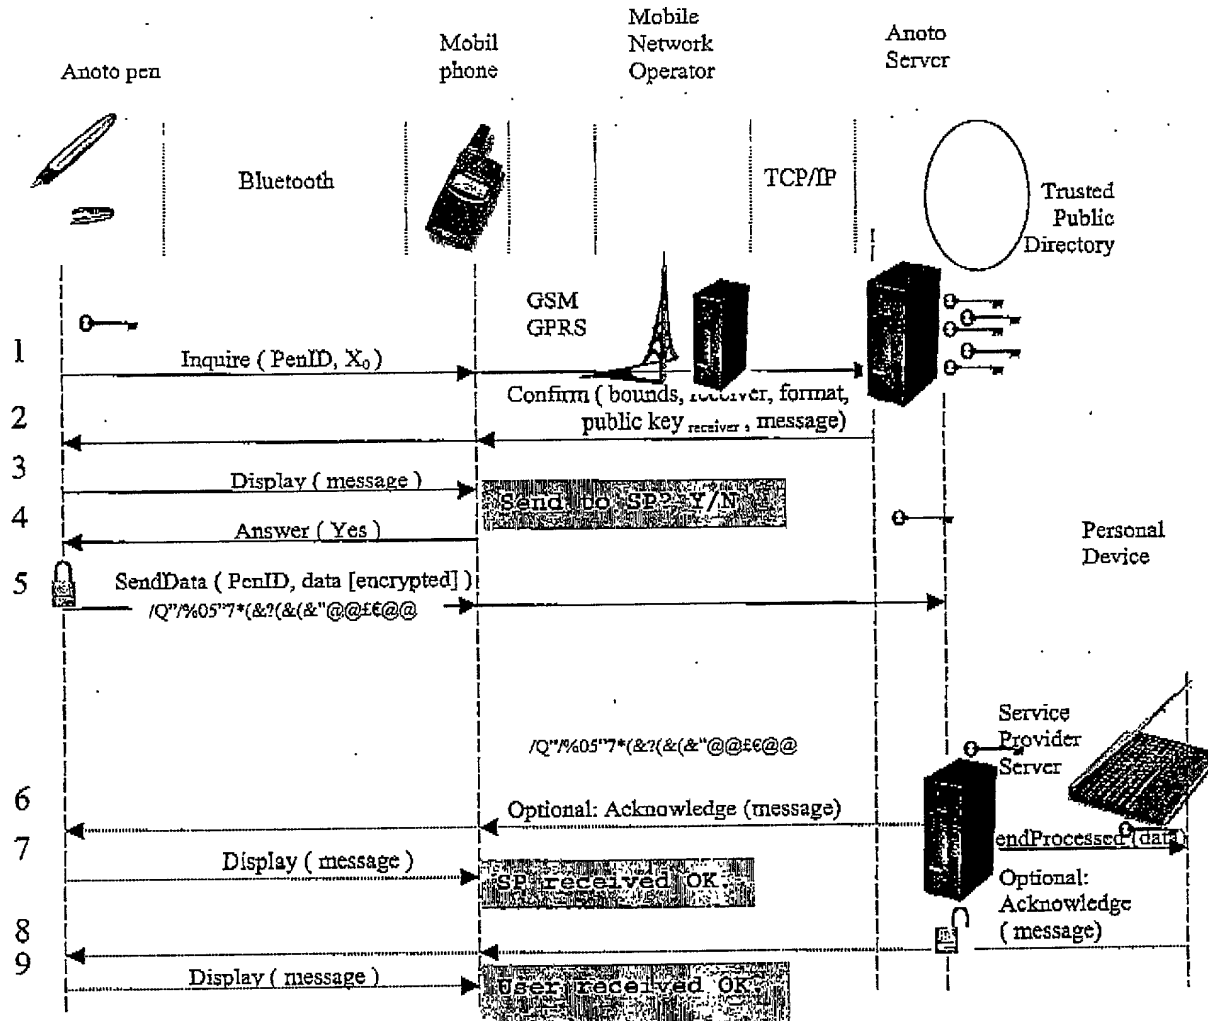 Mobile
Network
Operator
Anoto
Server
Mobil
phone
Anoto pen
Bluetooth
TCP/IP
Trusted
Public
Directory
GSM
GPRS
1
Inquire ( PenID, X₀ )
Confirm ( bounds, receiver, format,
public key receiver , message)
2
3
Display ( message )
Send to SP? Y/N
4
Answer ( Yes )
Personal
Device
5
SendData ( PenID, data [encrypted] )
/Q"/%05"7*(&?(&(&"@@£€@@
/Q"/%05"7*(&?(&(&"@@£€@@
Service
Provider
Server
6
Optional: Acknowledge (message)
7
endProcessed (data)
Display ( message )
SP received OK.
Optional:
Acknowledge
( message)
8
9
Display ( message )
User received OK